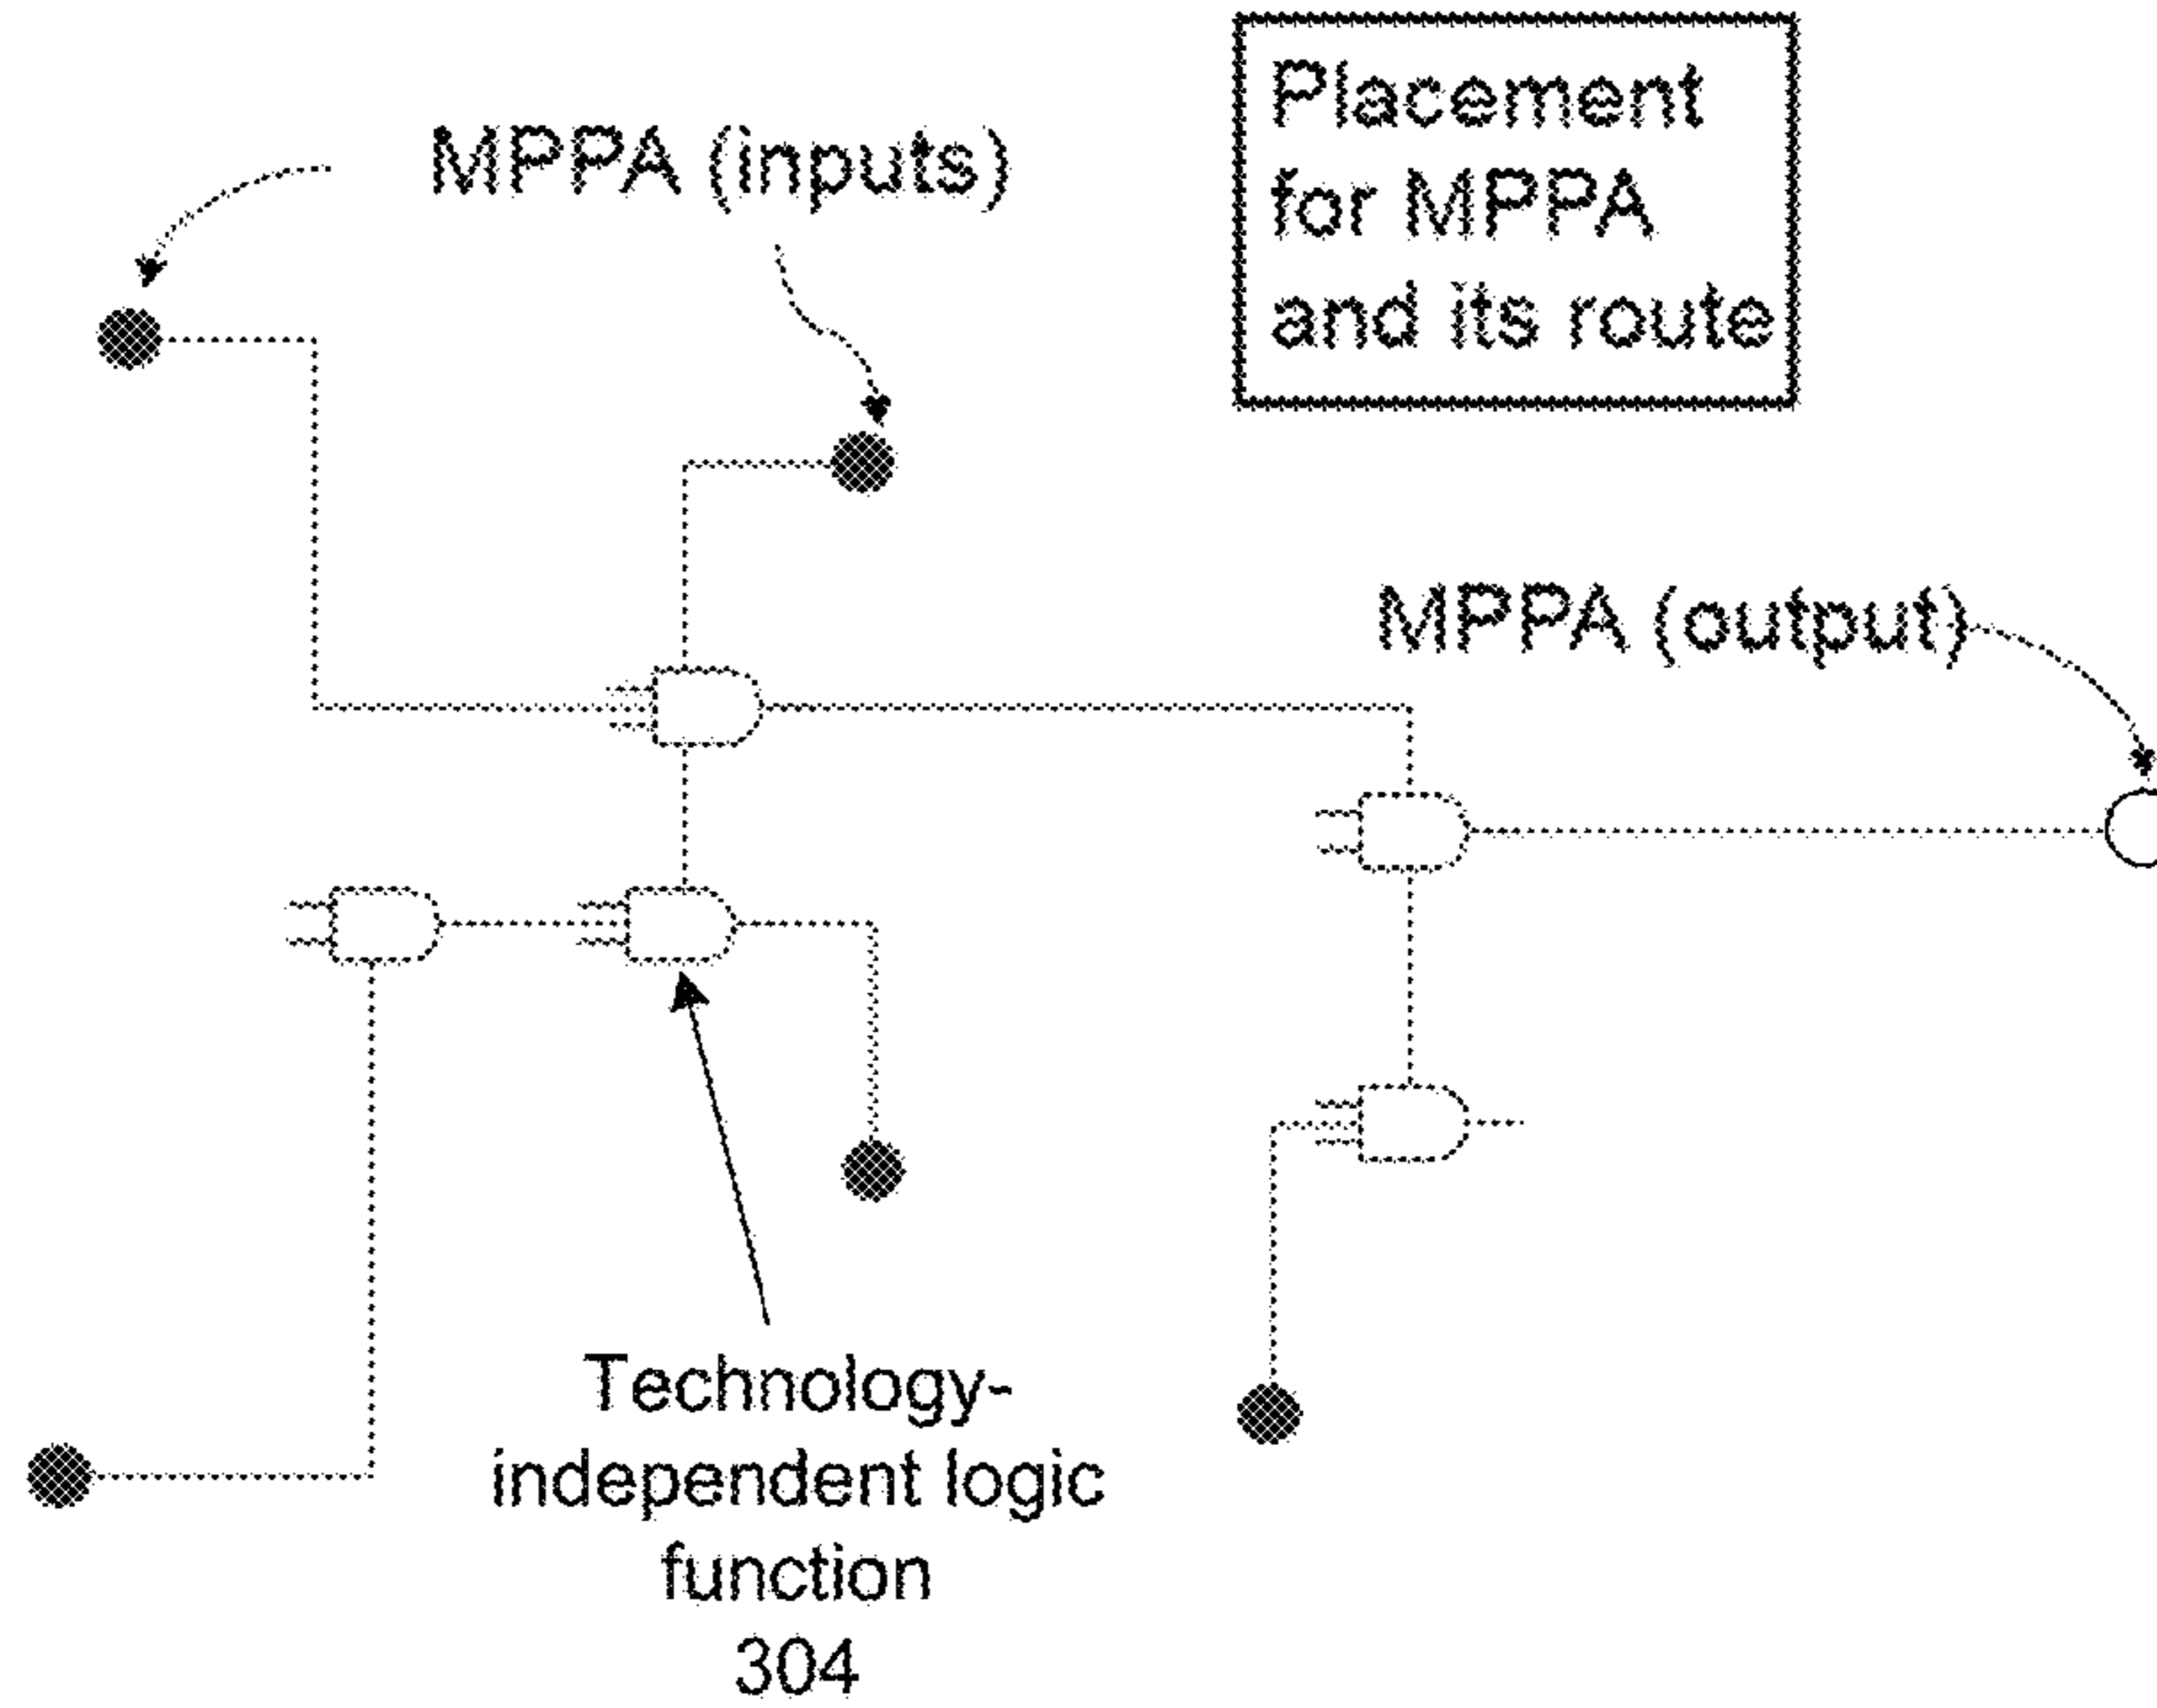 MPPA (inputs)
Placement
for MPPA
and its route
MPPA (output)
Technology-
independent logic
function
304